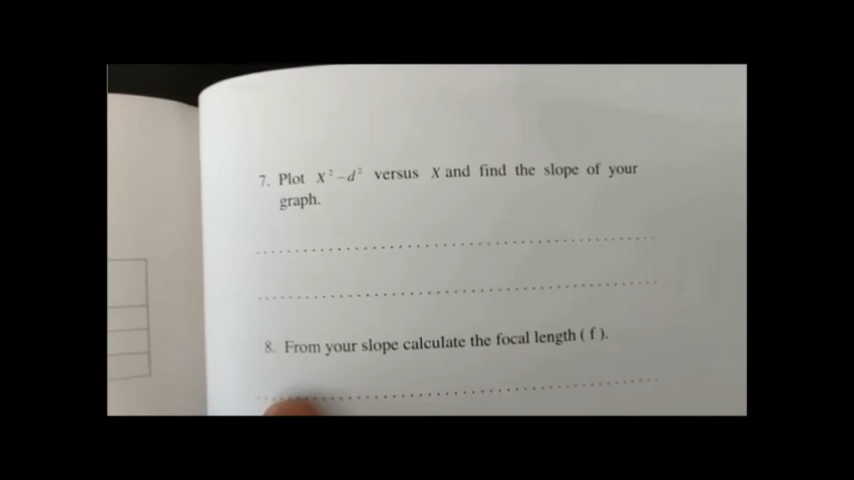 7. Plot X² – d² versus X and find the slope of your
graph.
8. From your slope calculate the focal length ( f ).